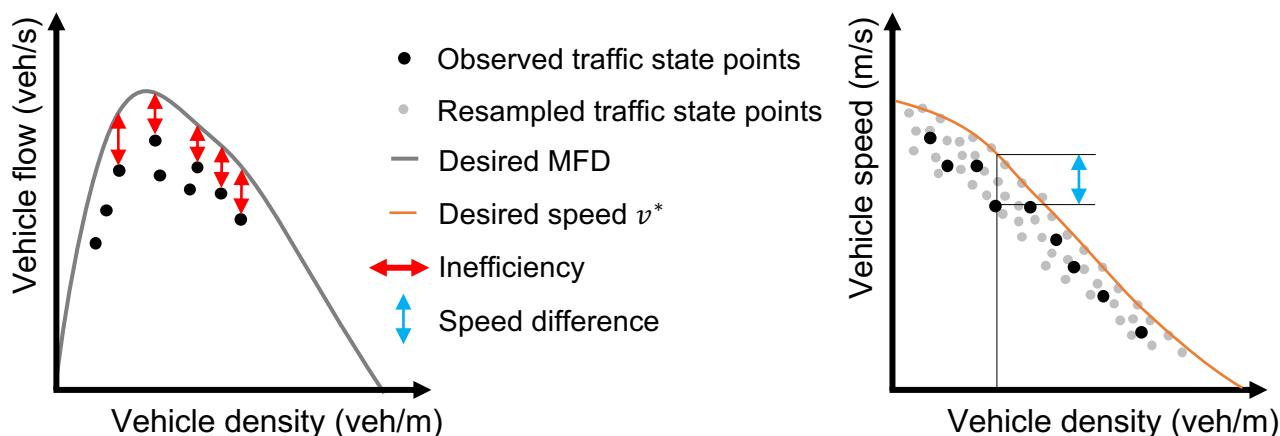 Vehicle flow (veh/s)
Vehicle density (veh/m)
Observed traffic state points
Resampled traffic state points
Desired MFD
Desired speed v*
Inefficiency
Speed difference
Vehicle speed (m/s)
Vehicle density (veh/m)